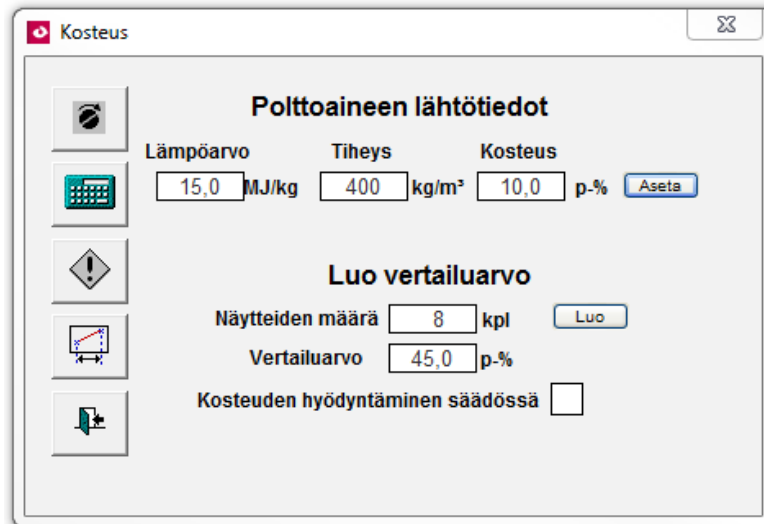 Kosteus
Polttoaineen lähtötiedot
Lämpöarvo Tiheys Kosteus
15,0 MJ/kg 400 kg/m³ 10,0 p-% Aseta
Luo vertailuarvo
Näytteiden määrä 8 kpl Luo
Vertailuarvo 45,0 p-%
Kosteuden hyödyntäminen säädössä